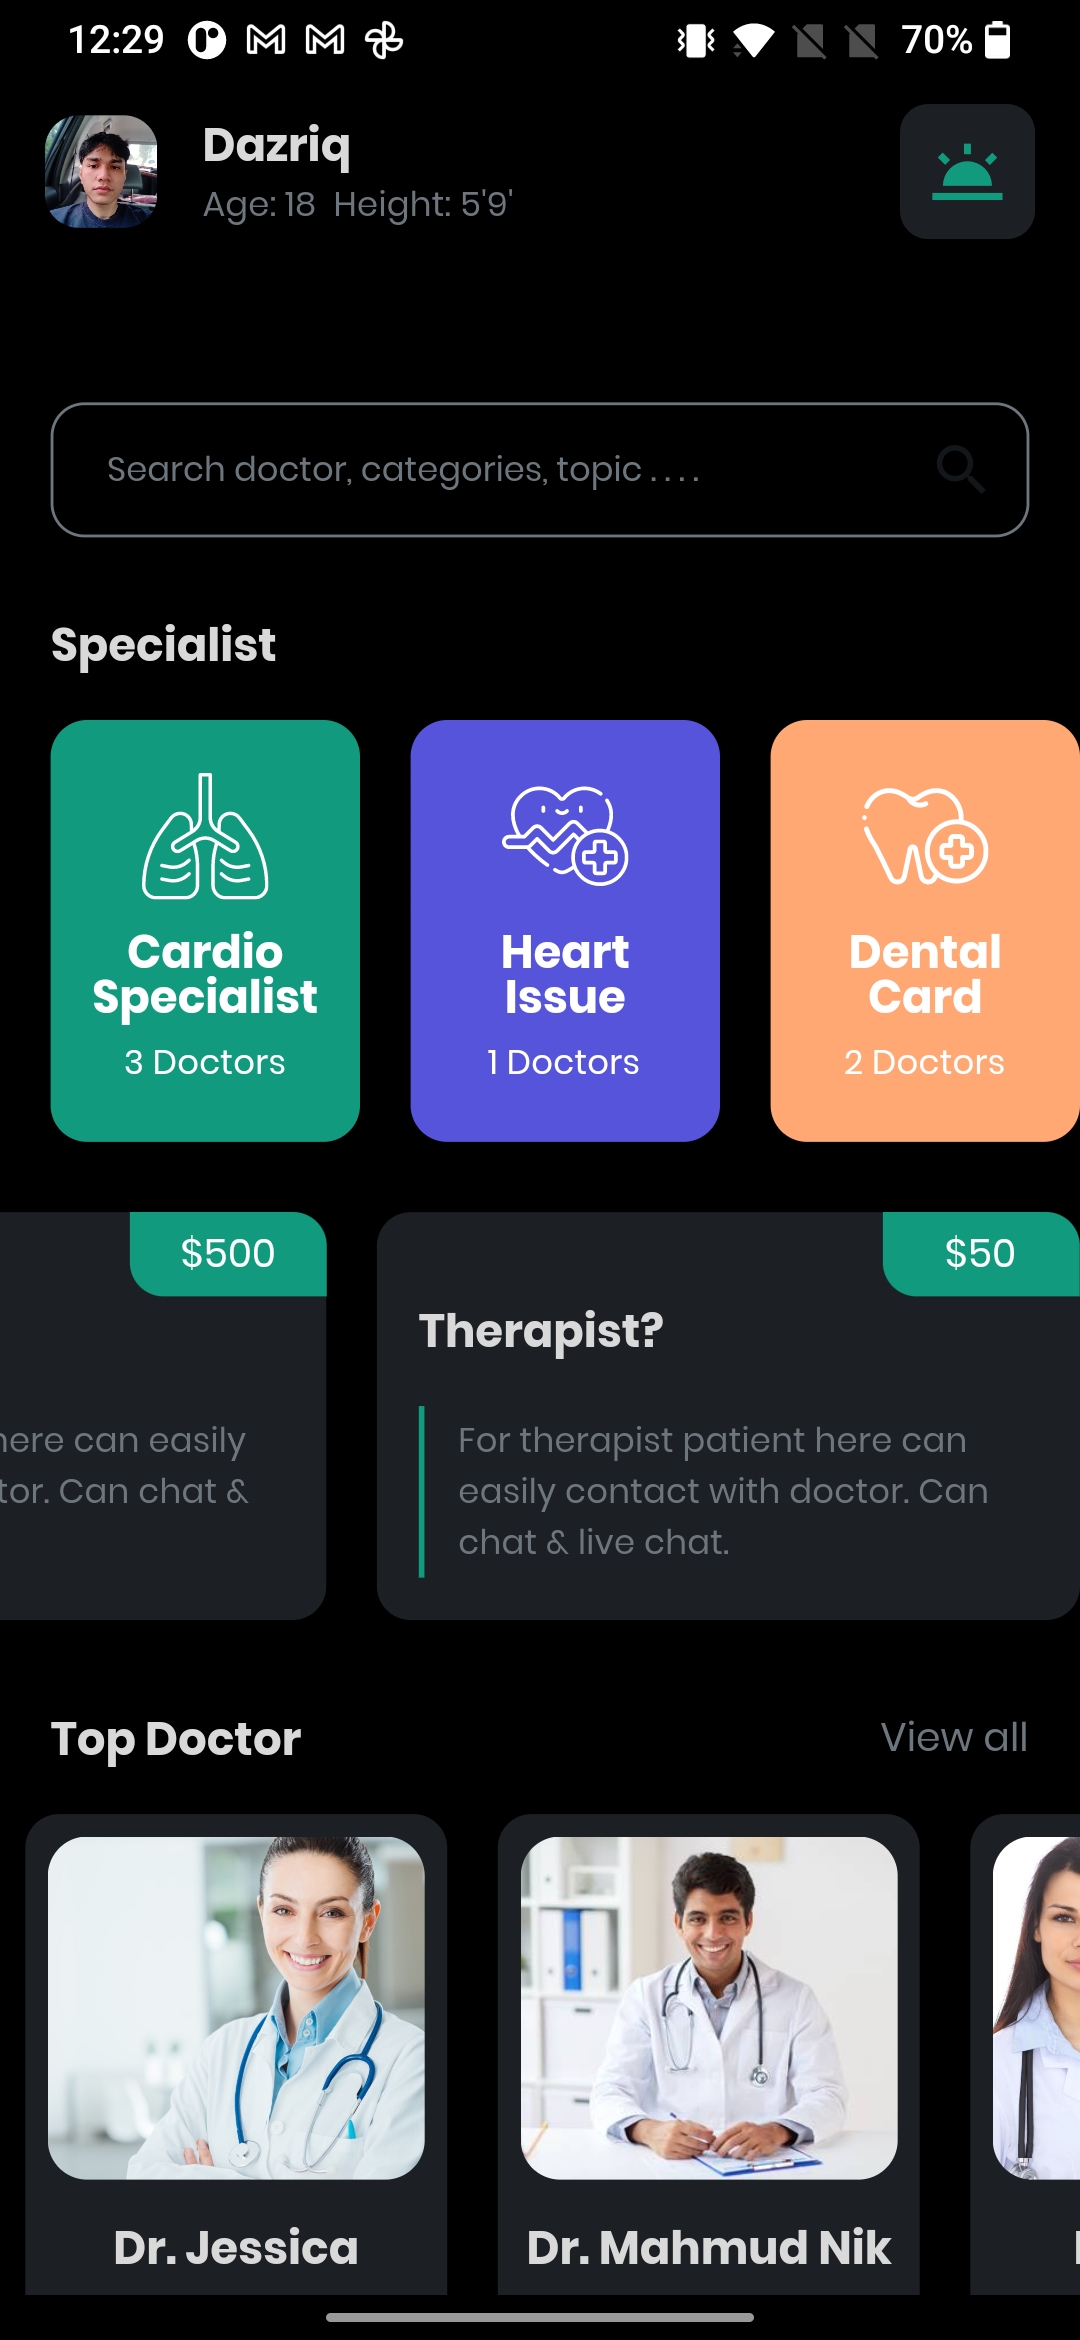 12:29
70%
Dazriq
Age: 18 Height: 5'9'
Search doctor, categories, topic . . . .
Specialist
Cardio
Specialist
3 Doctors
Heart
Issue
1 Doctors
Dental
Card
2 Doctors
$500
here can easily
tor. Can chat &
$50
Therapist?
For therapist patient here can
easily contact with doctor. Can
chat & live chat.
Top Doctor
View all
Dr. Jessica
Dr. Mahmud Nik